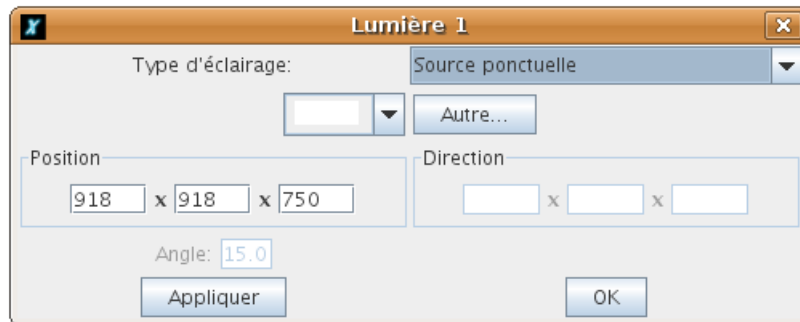 Lumière 1
Type d'éclairage: Source ponctuelle
Autre...
Position Direction
918 x 918 x 750 x x
Angle: 15.0
Appliquer OK